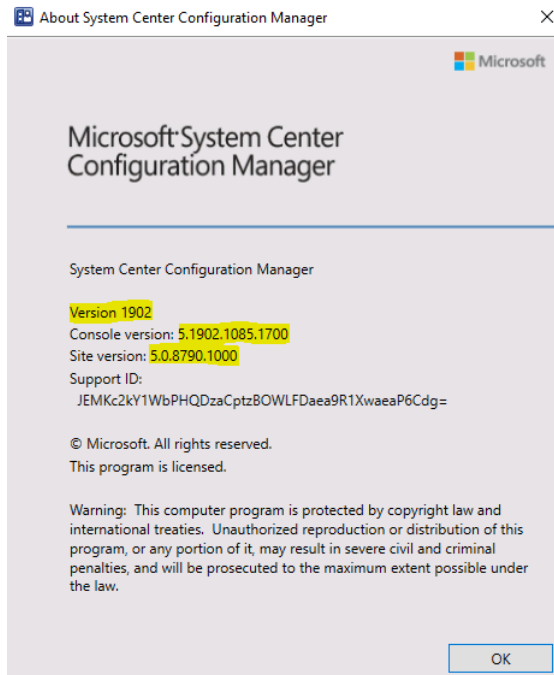 About System Center Configuration Manager
Microsoft
Microsoft System Center
Configuration Manager
System Center Configuration Manager
Version 1902
Console version: 5.1902.1085.1700
Site version: 5.0.8790.1000
Support ID:
JEMKc2kY1WbPHQDzaCptzBOWLFDaea9R1XwaeaP6Cdg=
© Microsoft. All rights reserved.
This program is licensed.
Warning: This computer program is protected by copyright law and
international treaties. Unauthorized reproduction or distribution of this
program, or any portion of it, may result in severe civil and criminal
penalties, and will be prosecuted to the maximum extent possible under
the law.
OK